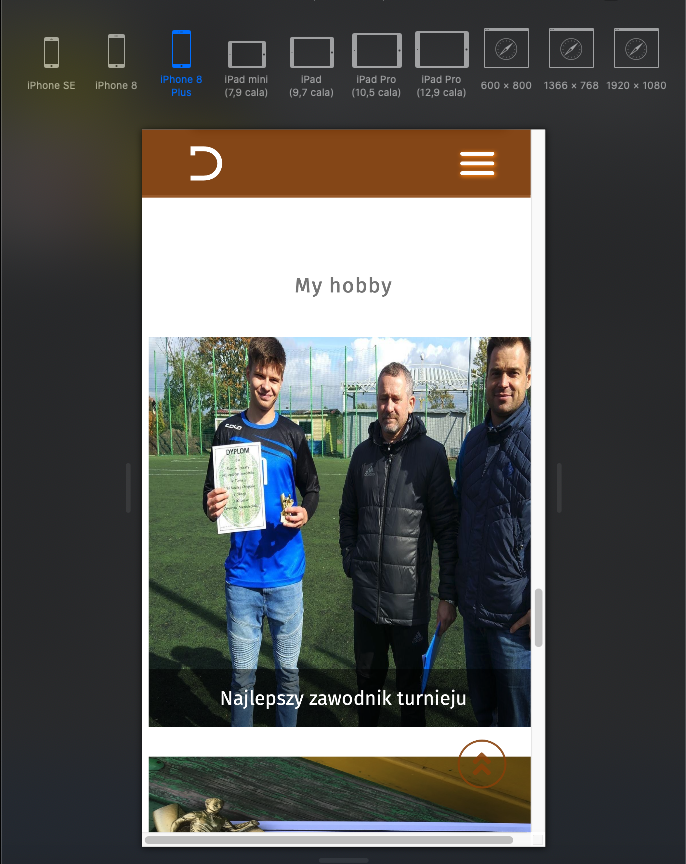 iPhone SE
iPhone 8
iPhone 8
Plus
iPad mini
(7,9 cala)
iPad
(9,7 cala)
iPad Pro
(10,5 cala)
iPad Pro
(12,9 cala)
600 × 800
1366 × 768
1920 × 1080
My hobby
COLO
DYPLOM
Najlepszy zawodnik turnieju